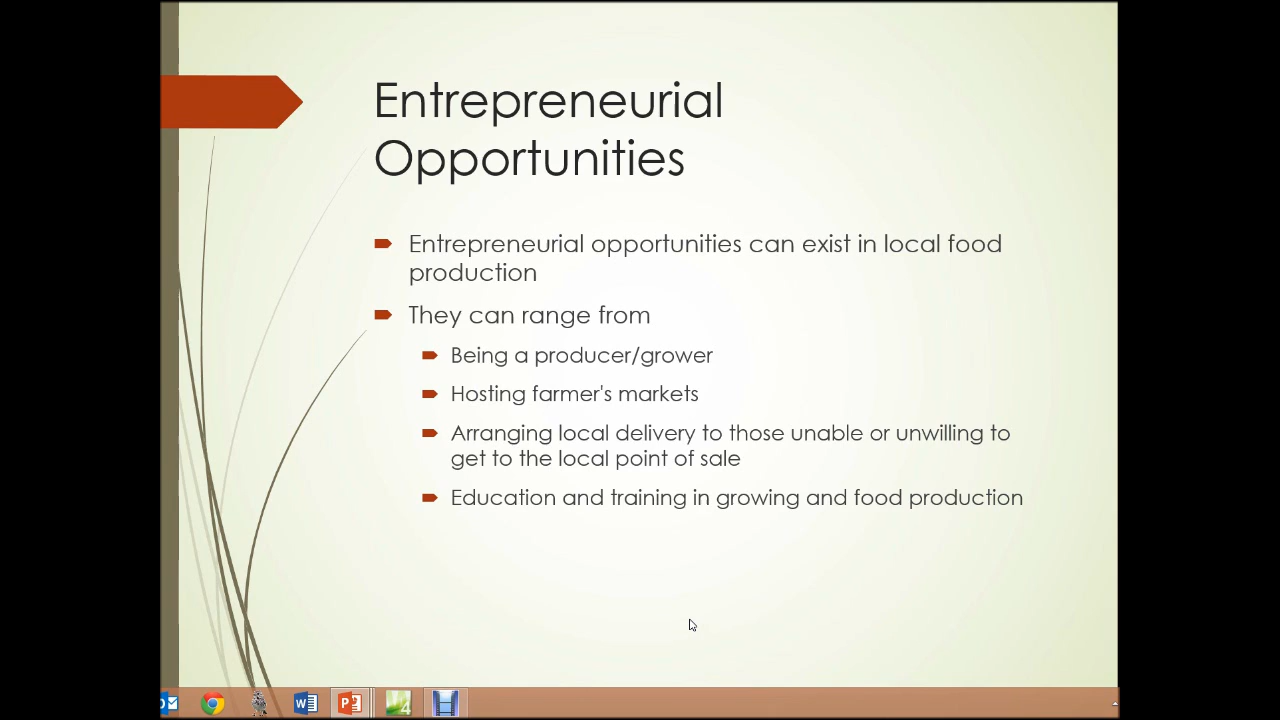 Entrepreneurial
Opportunities
Entrepreneurial opportunities can exist in local food
production
They can range from
Being a producer/grower
Hosting farmer's markets
Arranging local delivery to those unable or unwilling to
get to the local point of sale
Education and training in growing and food production